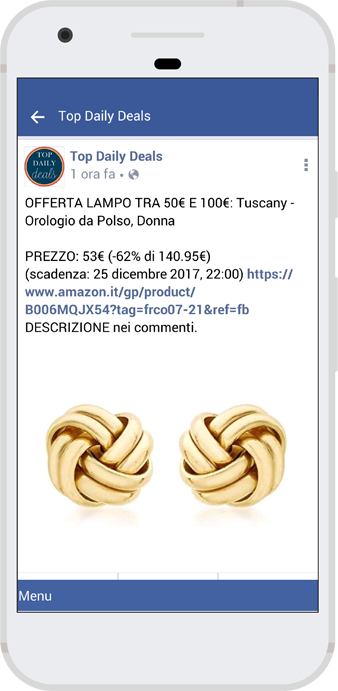 Top Daily Deals
TOP
DAILY
deals
Top Daily Deals
1 ora fa •
OFFERTA LAMPO TRA 50€ E 100€: Tuscany -
Orologio da Polso, Donna
PREZZO: 53€ (-62% di 140.95€)
(scadenza: 25 dicembre 2017, 22:00) https://
www.amazon.it/gp/product/
B006MQJX54?tag=frco07-21&ref=fb
DESCRIZIONE nei commenti.
Menu